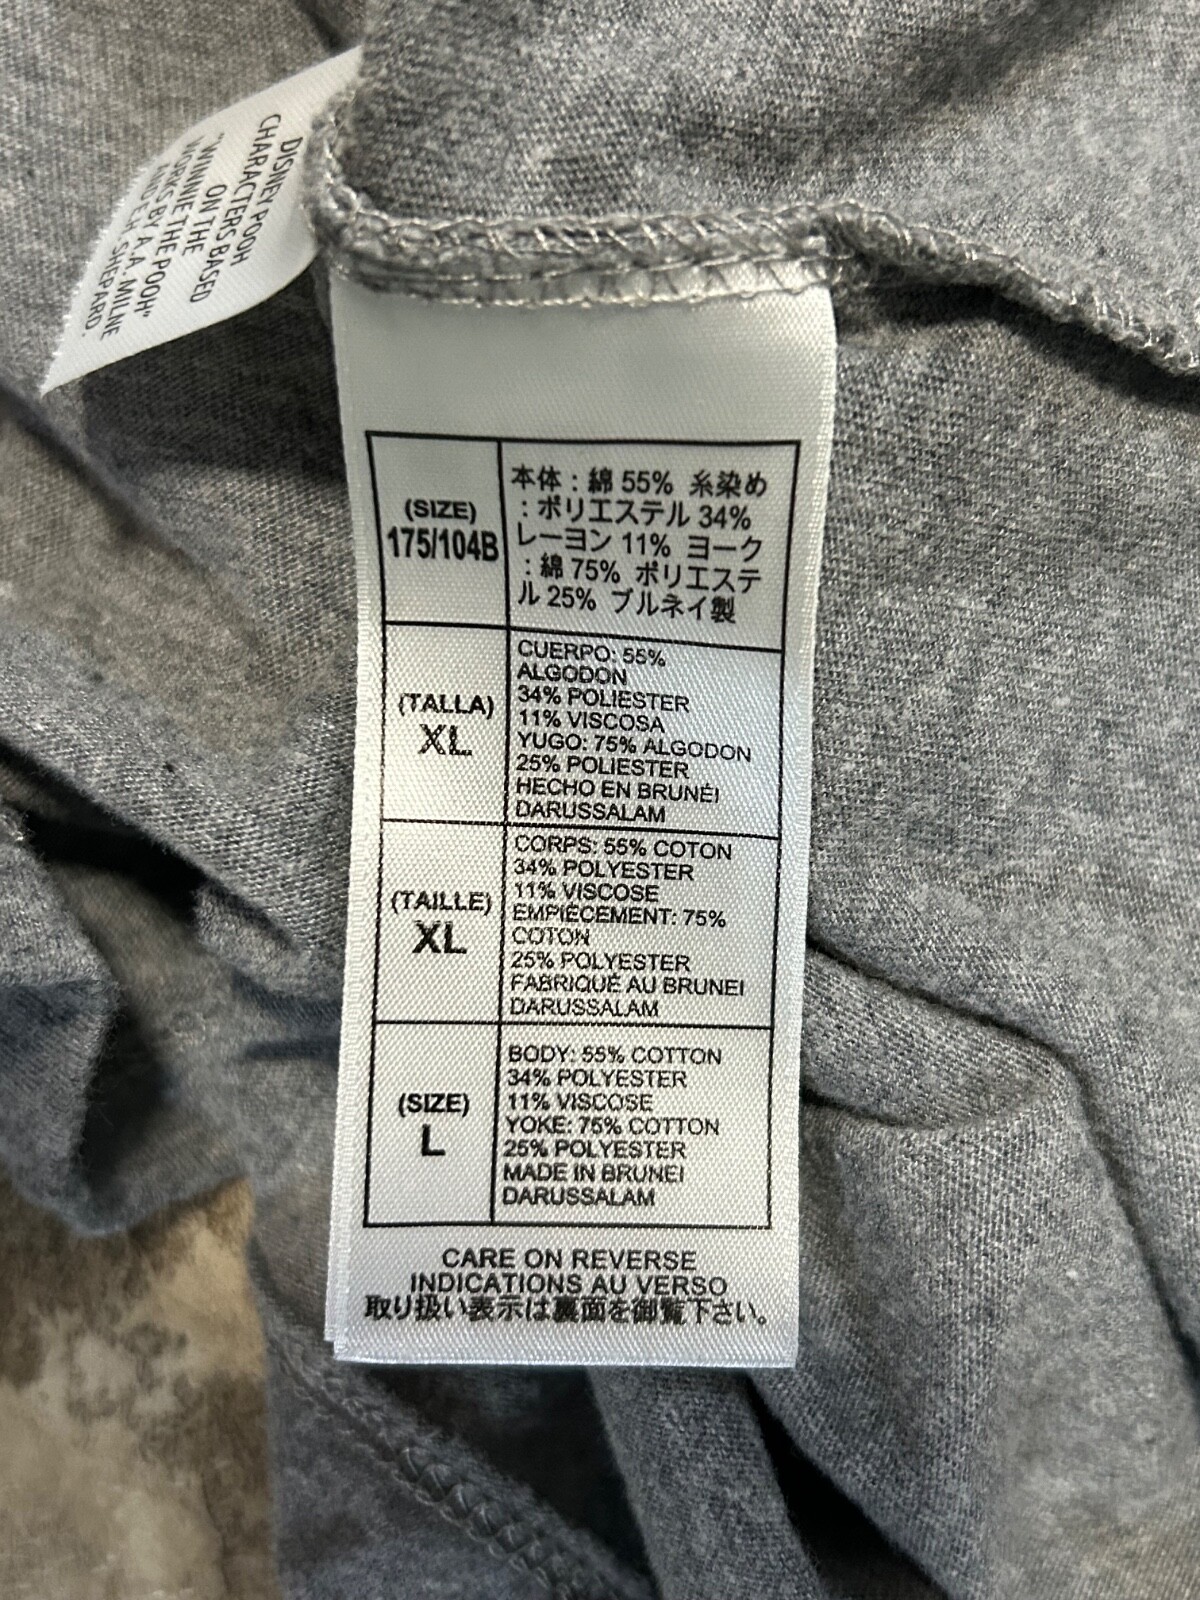 DISNEY POOH
CHARACTERS BASED
ON THE
"WINNIE THE POOH"
WORKS BY A.A. MILNE
AND E.H. SHEPARD.
(SIZE)
175/104B
本体 : 綿 55% 糸染め
: ポリエステル 34%
レーヨン 11% ヨーク
: 綿 75% ポリエステ
ル 25% ブルネイ製
(TALLA)
XL
CUERPO: 55%
ALGODON
34% POLIESTER
11% VISCOSA
YUGO: 75% ALGODON
25% POLIESTER
HECHO EN BRUNÉI
DARUSSALAM
(TAILLE)
XL
CORPS: 55% COTON
34% POLYESTER
11% VISCOSE
EMPIÈCEMENT: 75%
COTON
25% POLYESTER
FABRIQUÉ AU BRUNEI
DARUSSALAM
(SIZE)
L
BODY: 55% COTTON
34% POLYESTER
11% VISCOSE
YOKE: 75% COTTON
25% POLYESTER
MADE IN BRUNEI
DARUSSALAM
CARE ON REVERSE
INDICATIONS AU VERSO
取り扱い表示は裏面を御覧下さい。